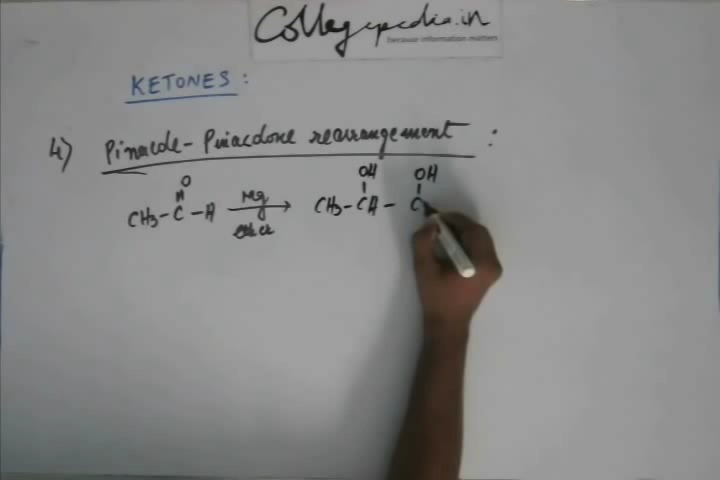 Collegepedia.in
because information matters
KETONES :
4) Pinacole - Pinacolone rearrangement :
O OH OH
CH3 - C - H Mg CH3 - CH - C